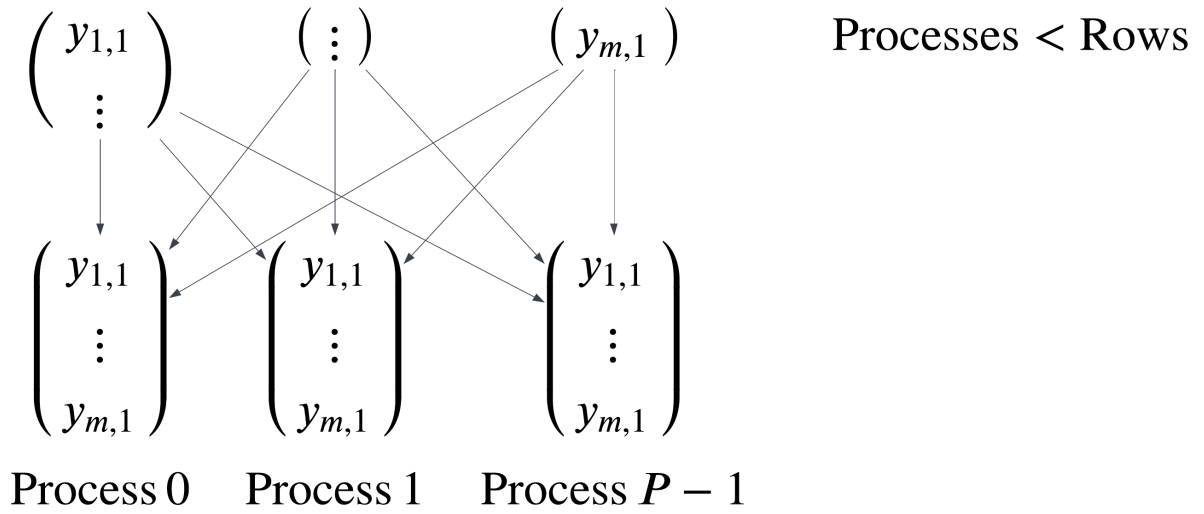 ( y₁,₁ ⋮ ) ( ⋮ ) ( yₘ,₁ ) Processes < Rows
( y₁,₁ ⋮ yₘ,₁ ) ( y₁,₁ ⋮ yₘ,₁ ) ( y₁,₁ ⋮ yₘ,₁ )
Process 0 Process 1 Process P − 1